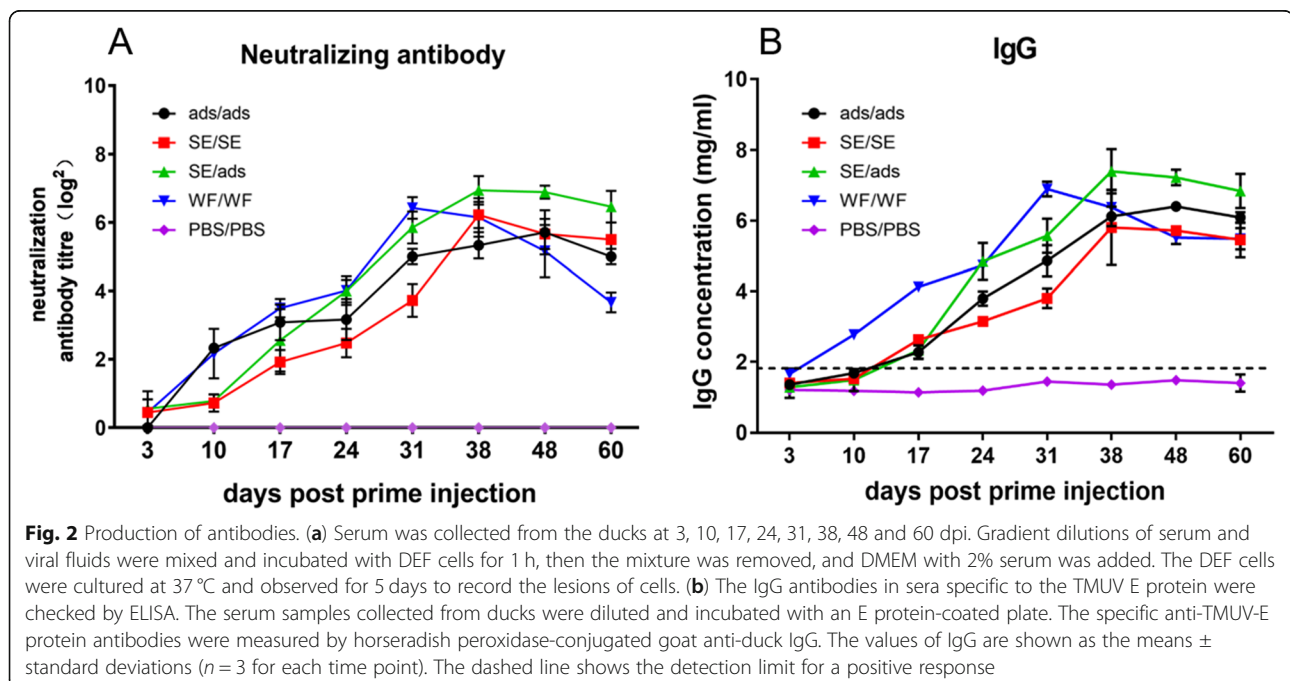 A
Neutralizing antibody
10
8
6
4
2
0
neutralization
antibody titre（log²）
ads/ads
SE/SE
SE/ads
WF/WF
PBS/PBS
3 10 17 24 31 38 48 60
days post prime injection
B
IgG
10
8
6
4
2
0
IgG concentration (mg/ml)
ads/ads
SE/SE
SE/ads
WF/WF
PBS/PBS
3 10 17 24 31 38 48 60
days post prime injection
Fig. 2 Production of antibodies. (a) Serum was collected from the ducks at 3, 10, 17, 24, 31, 38, 48 and 60 dpi. Gradient dilutions of serum and
viral fluids were mixed and incubated with DEF cells for 1 h, then the mixture was removed, and DMEM with 2% serum was added. The DEF cells
were cultured at 37 °C and observed for 5 days to record the lesions of cells. (b) The IgG antibodies in sera specific to the TMUV E protein were
checked by ELISA. The serum samples collected from ducks were diluted and incubated with an E protein-coated plate. The specific anti-TMUV-E
protein antibodies were measured by horseradish peroxidase-conjugated goat anti-duck IgG. The values of IgG are shown as the means ±
standard deviations (n = 3 for each time point). The dashed line shows the detection limit for a positive response